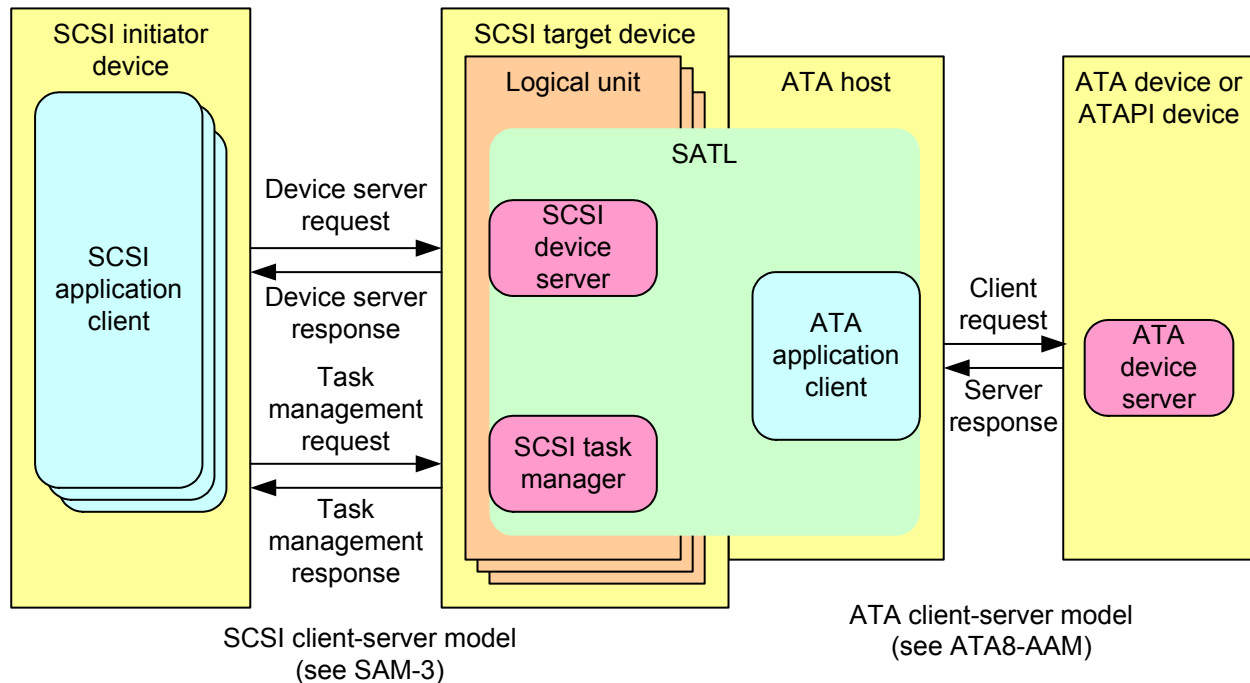 SCSI initiator
device
SCSI
application
client
Device server
request
Device server
response
Task
management
request
Task
management
response
SCSI target device
Logical unit
SATL
SCSI
device
server
SCSI task
manager
ATA host
ATA
application
client
Client
request
Server
response
ATA device or
ATAPI device
ATA
device
server
SCSI client-server model
(see SAM-3)
ATA client-server model
(see ATA8-AAM)